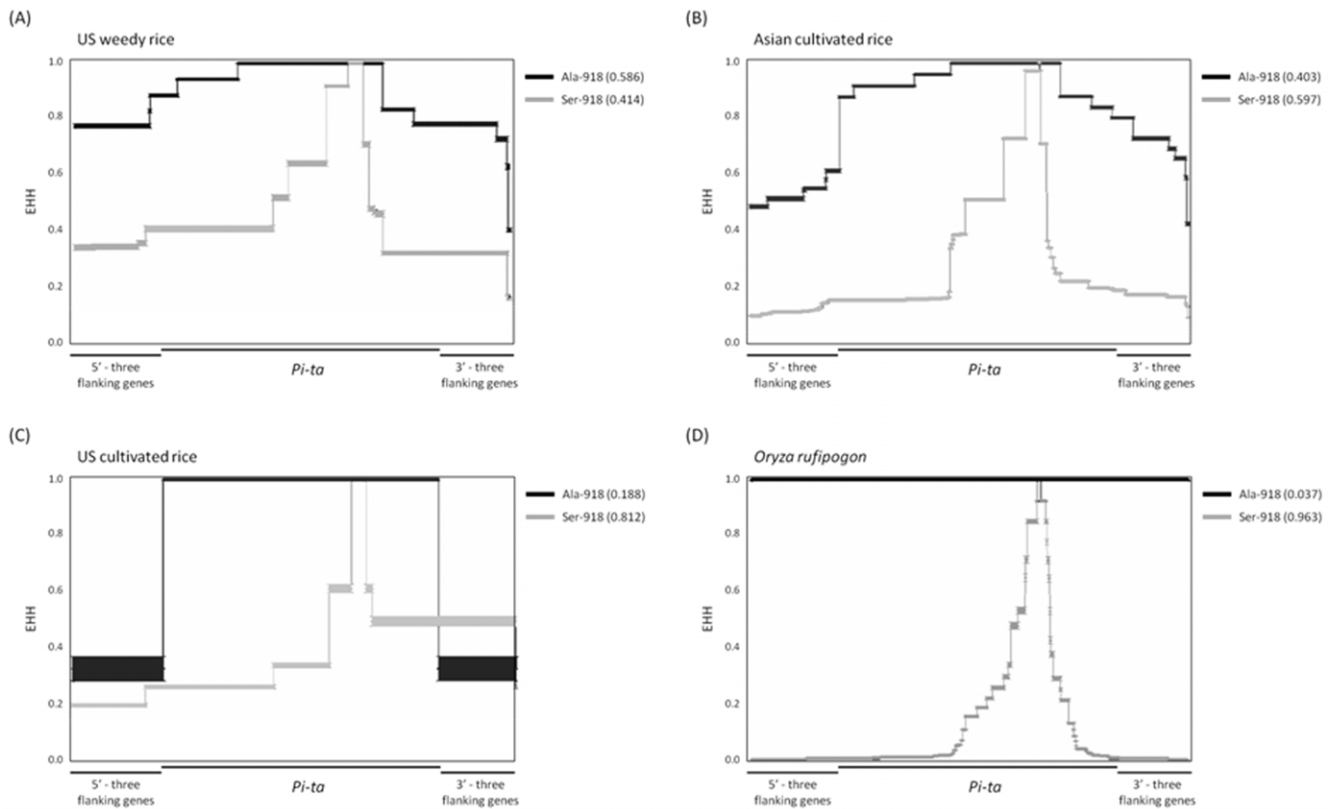 (A)
US weedy rice
1.0
0.8
0.6
0.4
0.2
0.0
EHH
Ala-918 (0.586)
Ser-918 (0.414)
5' - three
flanking genes
Pi-ta
3' - three
flanking genes
(B)
Asian cultivated rice
1.0
0.8
0.6
0.4
0.2
0.0
EHH
Ala-918 (0.403)
Ser-918 (0.597)
5' - three
flanking genes
Pi-ta
3' - three
flanking genes
(C)
US cultivated rice
1.0
0.8
0.6
0.4
0.2
0.0
EHH
Ala-918 (0.188)
Ser-918 (0.812)
5' - three
flanking genes
Pi-ta
3' - three
flanking genes
(D)
Oryza rufipogon
1.0
0.8
0.6
0.4
0.2
0.0
EHH
Ala-918 (0.037)
Ser-918 (0.963)
5' - three
flanking genes
Pi-ta
3' - three
flanking genes